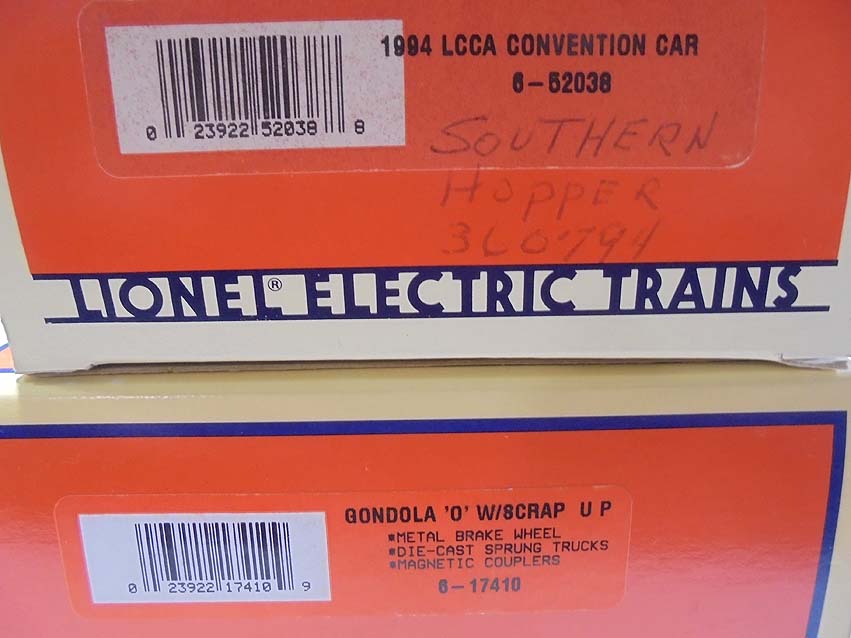 1994 LCCA CONVENTION CAR
6-52038
0 23922 52038 8
SOUTHERN
HOPPER
360794
LIONEL® ELECTRIC TRAINS
GONDOLA 'O' W/SCRAP U P
*METAL BRAKE WHEEL
*DIE-CAST SPRUNG TRUCKS
*MAGNETIC COUPLERS
6-17410
0 23922 17410 9